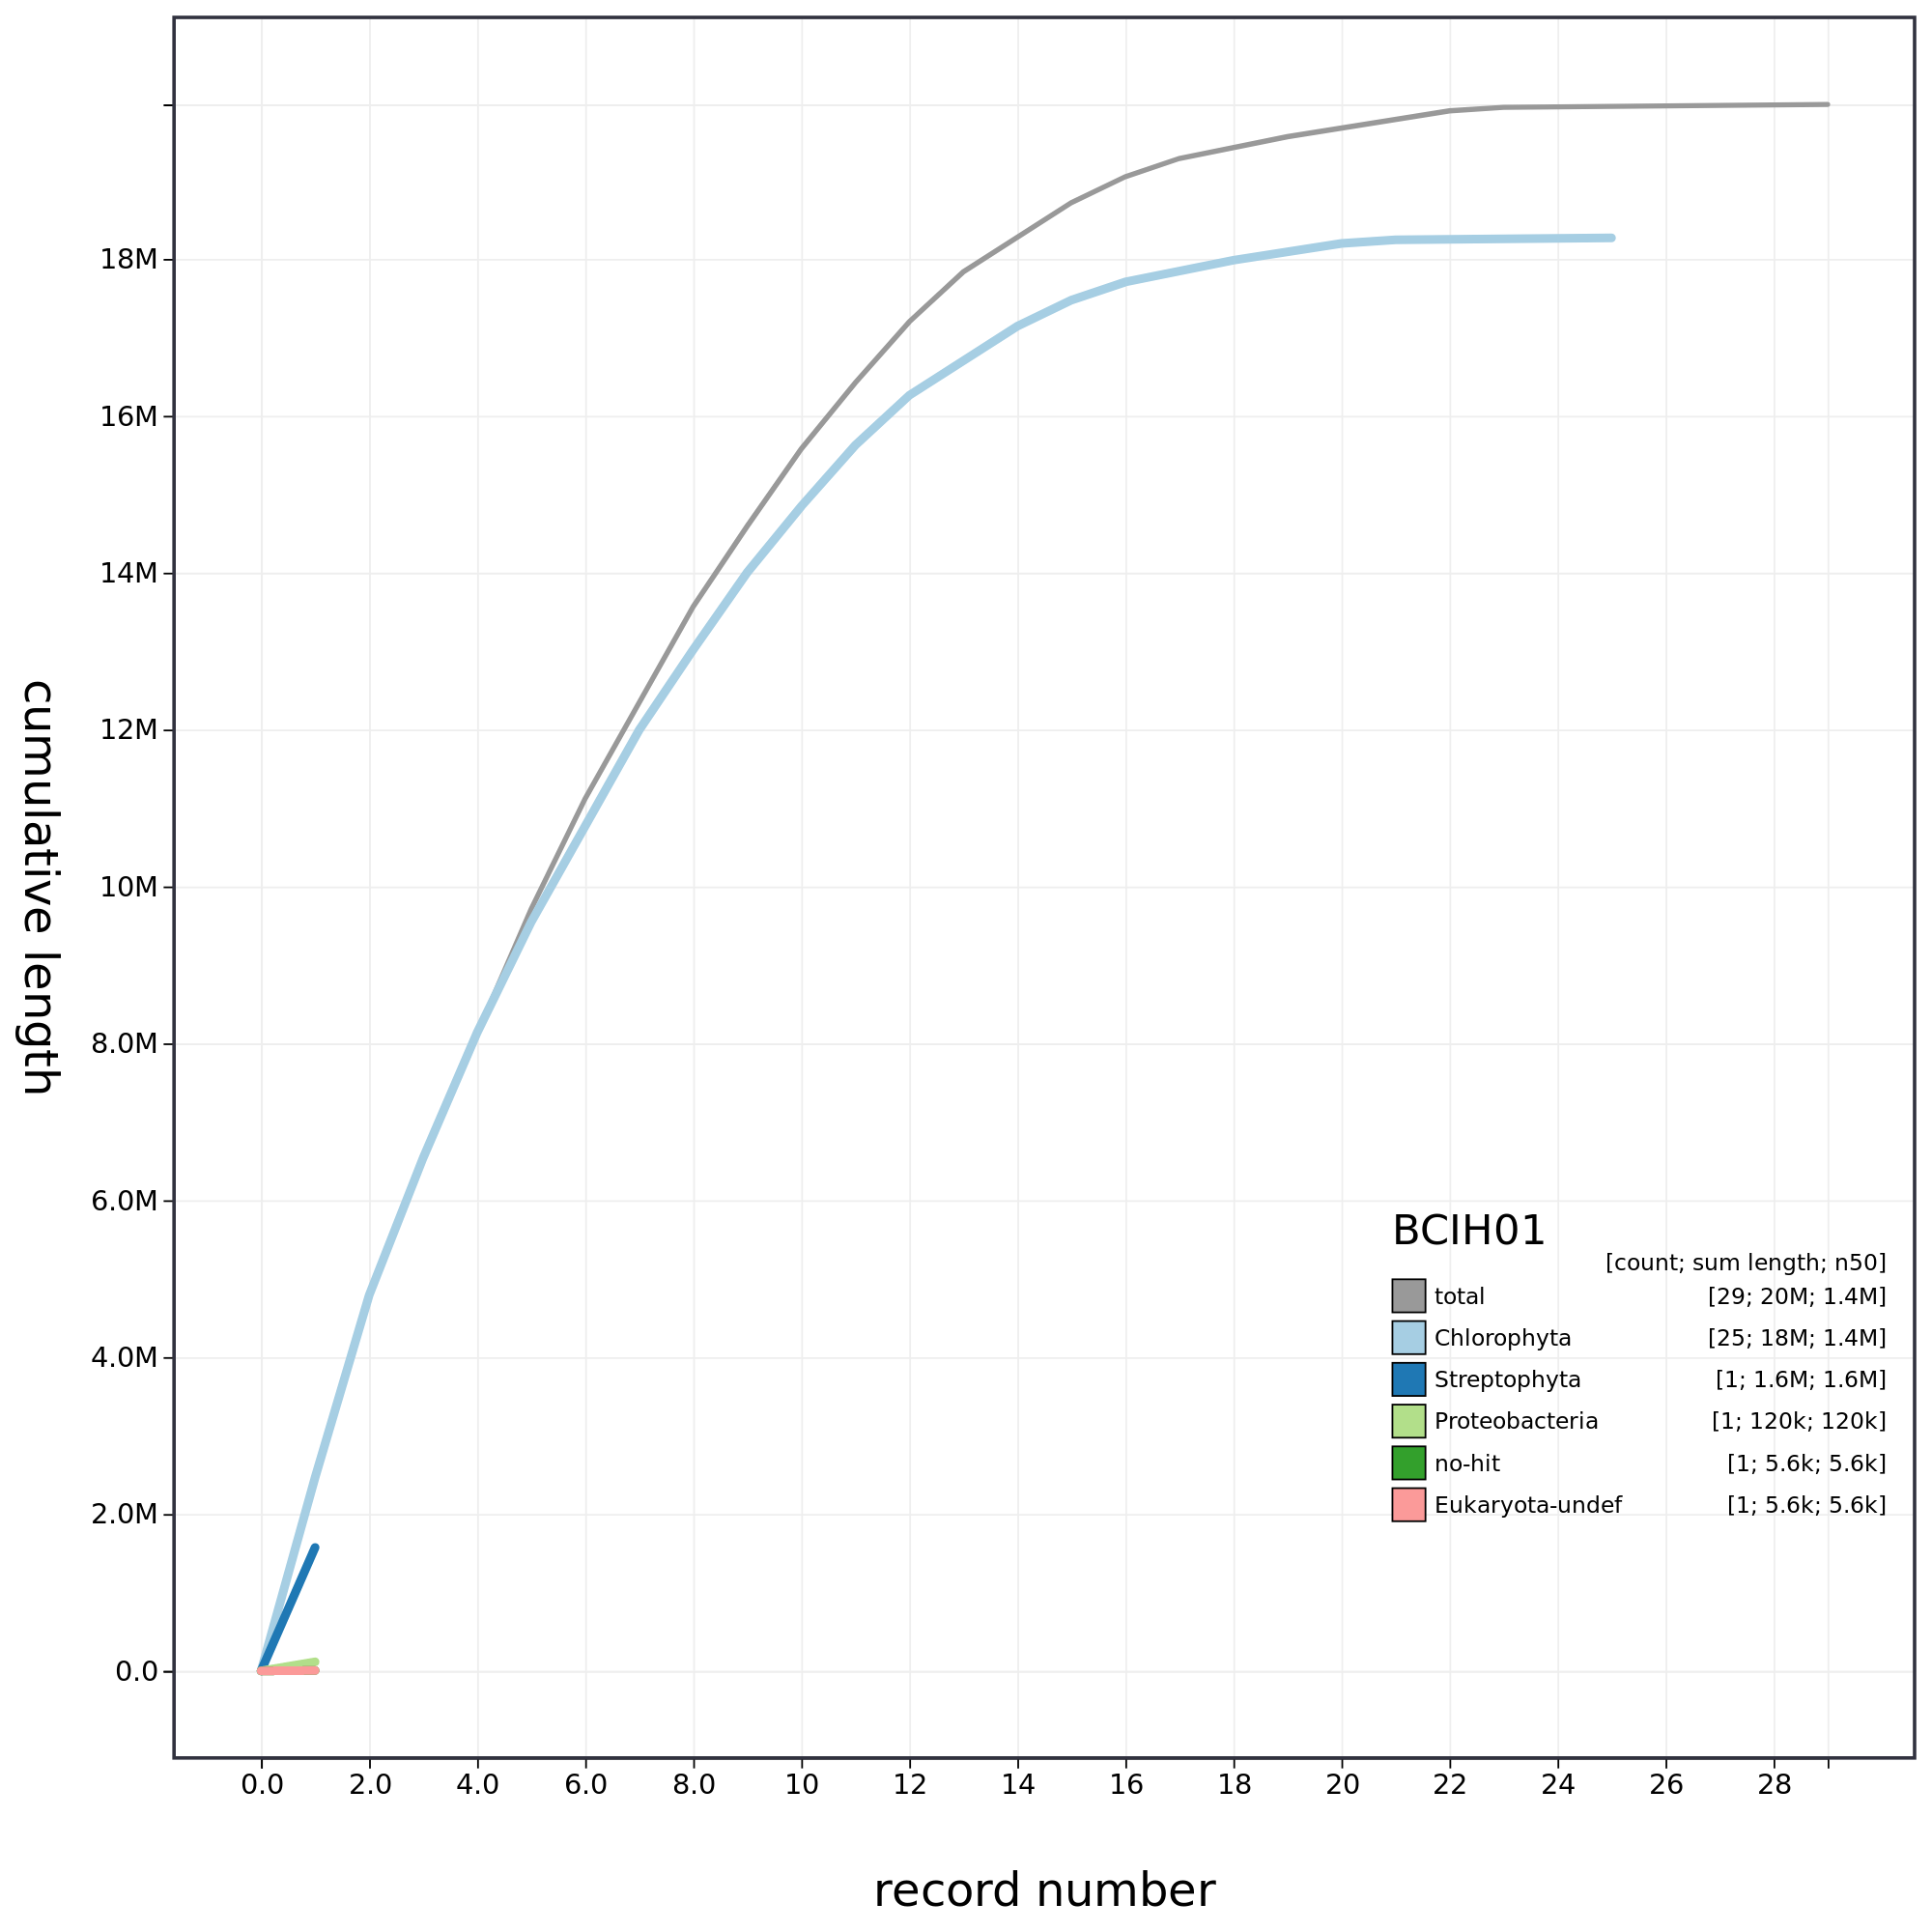 18M
16M
14M
12M
10M
8.0M
6.0M
4.0M
2.0M
0.0
cumulative length
BCIH01
[count; sum length; n50]
total [29; 20M; 1.4M]
Chlorophyta [25; 18M; 1.4M]
Streptophyta [1; 1.6M; 1.6M]
Proteobacteria [1; 120k; 120k]
no-hit [1; 5.6k; 5.6k]
Eukaryota-undef [1; 5.6k; 5.6k]
0.0 2.0 4.0 6.0 8.0 10 12 14 16 18 20 22 24 26 28
record number